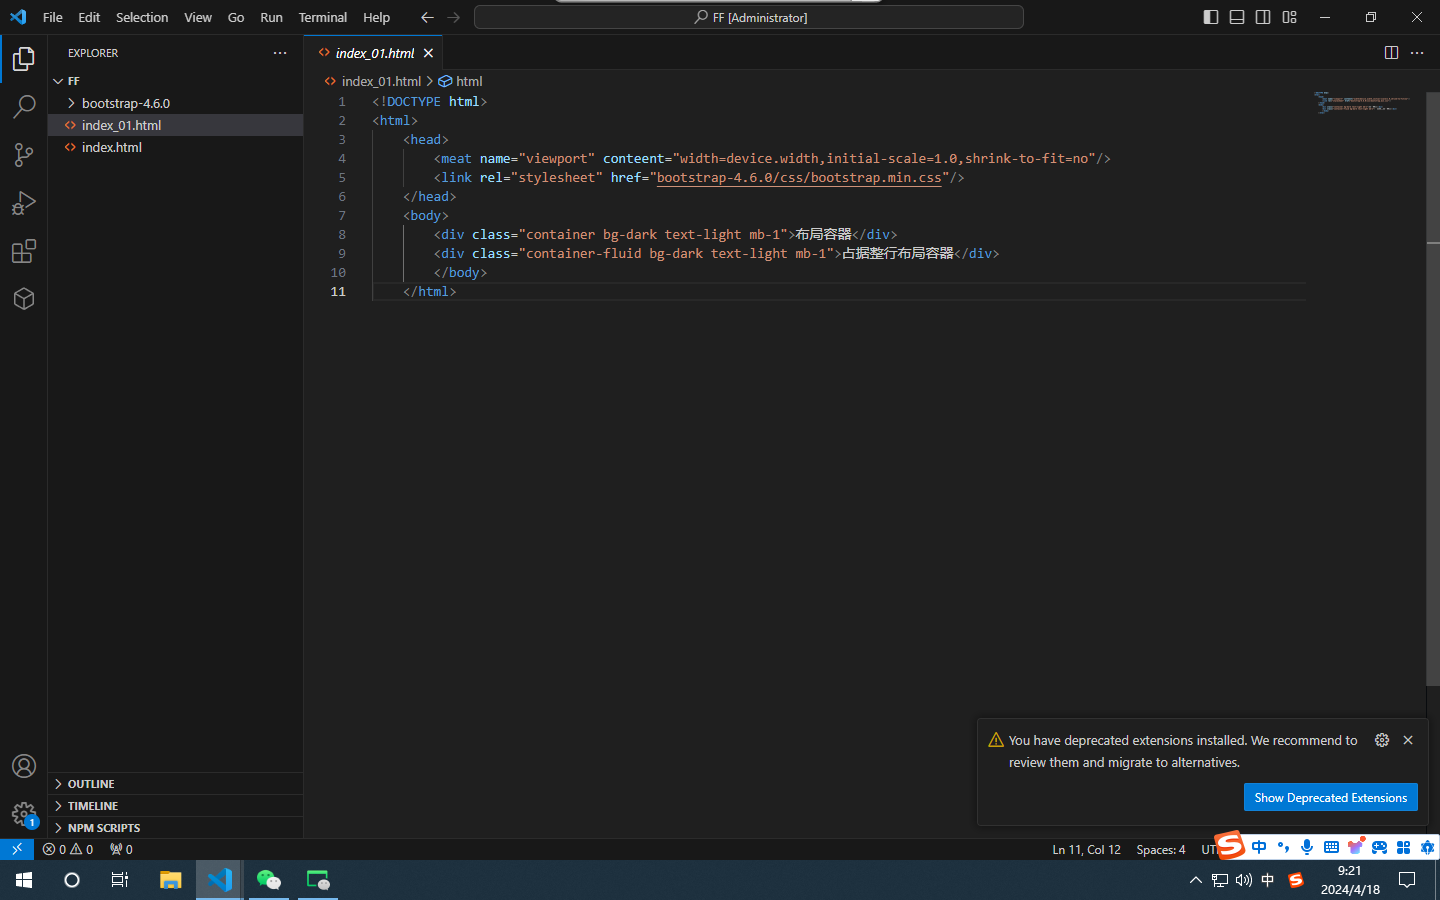 File Edit Selection View Go Run Terminal Help
FF [Administrator]
EXPLORER
FF
bootstrap-4.6.0
index_01.html
index.html
index_01.html
index_01.html > html
1 <!DOCTYPE html>
2 <html>
3 <head>
4 <meat name="viewport" conteent="width=device.width,initial-scale=1.0,shrink-to-fit=no"/>
5 <link rel="stylesheet" href="bootstrap-4.6.0/css/bootstrap.min.css"/>
6 </head>
7 <body>
8 <div class="container bg-dark text-light mb-1">布局容器</div>
9 <div class="container-fluid bg-dark text-light mb-1">占据整行布局容器</div>
10 </body>
11 </html>
You have deprecated extensions installed. We recommend to
review them and migrate to alternatives.
Show Deprecated Extensions
OUTLINE
TIMELINE
NPM SCRIPTS
1
0 0 0
Ln 11, Col 12 Spaces: 4 UT
中
中
9:21
2024/4/18